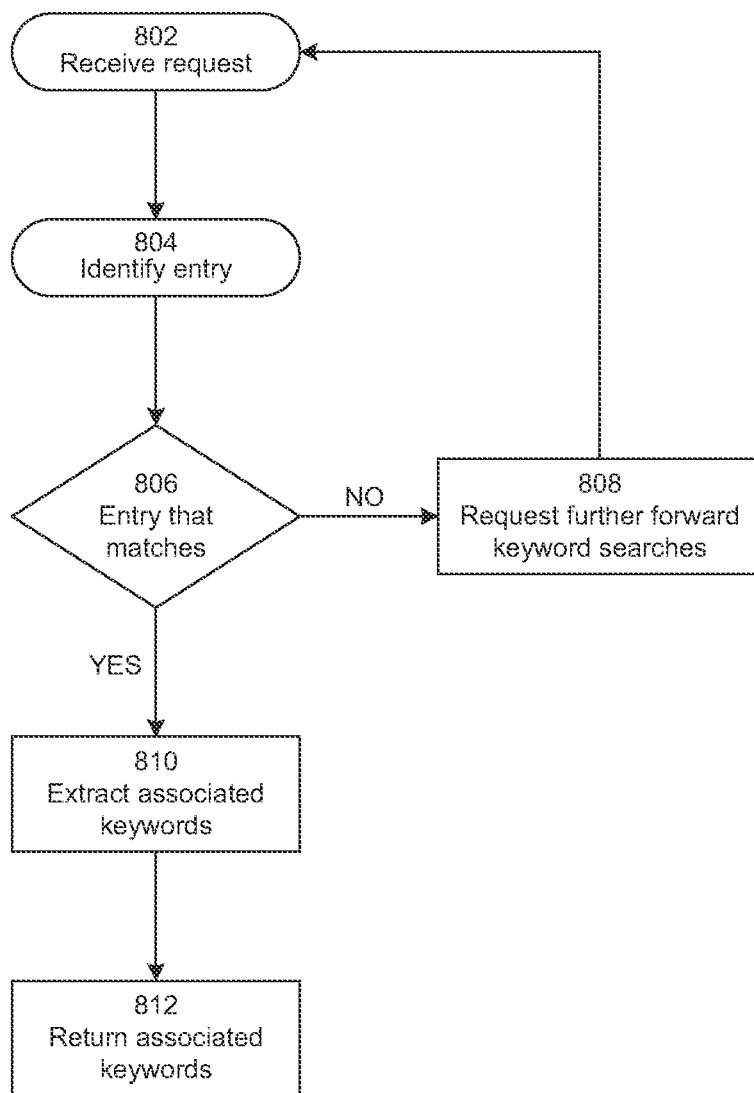 802
Receive request
804
Identify entry
806
Entry that
matches
NO
808
Request further forward
keyword searches
YES
810
Extract associated
keywords
812
Return associated
keywords